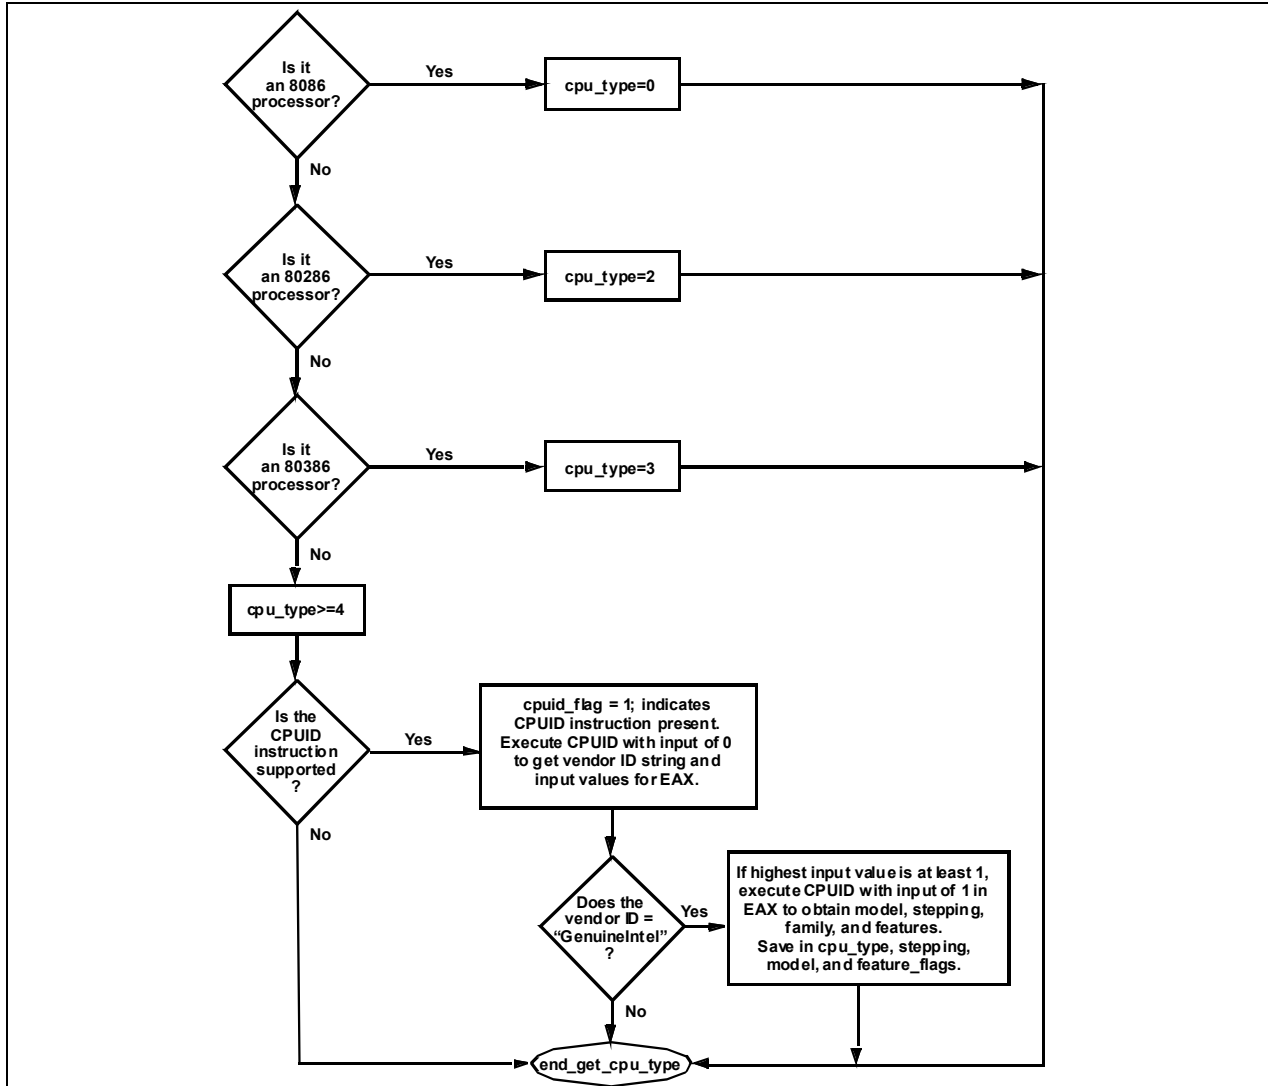 Is it
an 8086
processor?
Yes
cpu_type=0
No
Is it
an 80286
processor?
Yes
cpu_type=2
No
Is it
an 80386
processor?
Yes
cpu_type=3
No
cpu_type>=4
Is the
CPUID
instruction
supported
?
Yes
cpuid_flag = 1; indicates
CPUID instruction present.
Execute CPUID with input of 0
to get vendor ID string and
input values for EAX.
No
Does the
vendor ID =
“GenuineIntel”
?
Yes
If highest input value is at least 1,
execute CPUID with input of 1 in
EAX to obtain model, stepping,
family, and features.
Save in cpu_type, stepping,
model, and feature_flags.
No
end_get_cpu_type